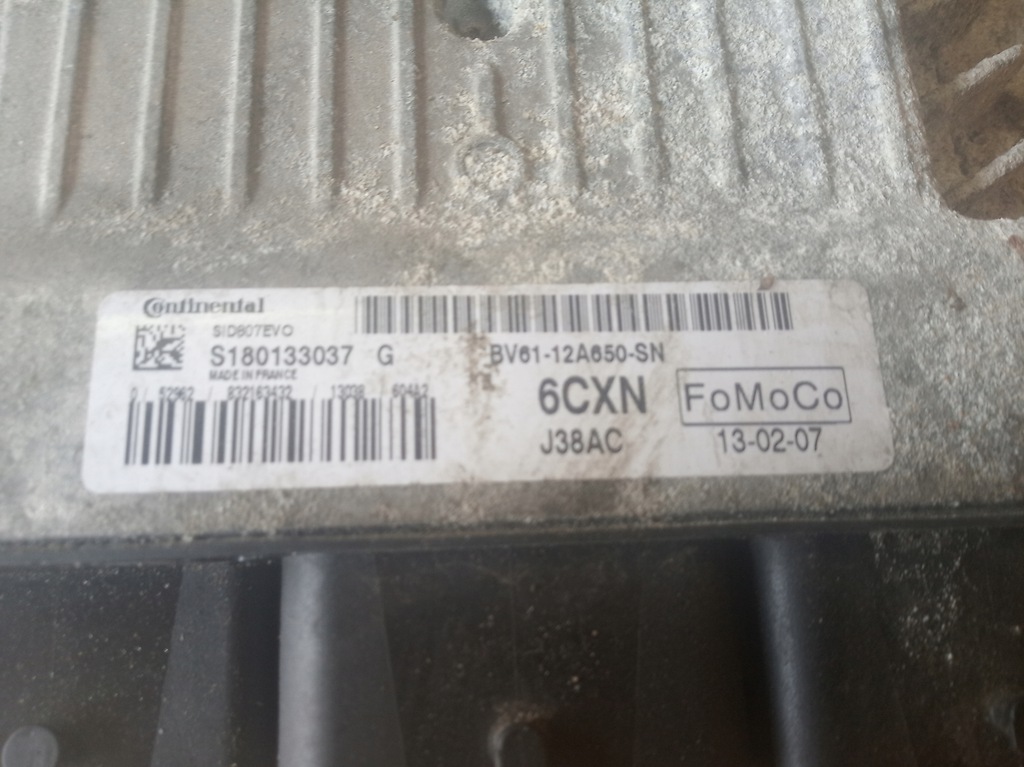 Continental
SID807EVO
S180133037 G
MADE IN FRANCE
BV61-12A650-SN
6CXN
FoMoCo
J38AC
13-02-07